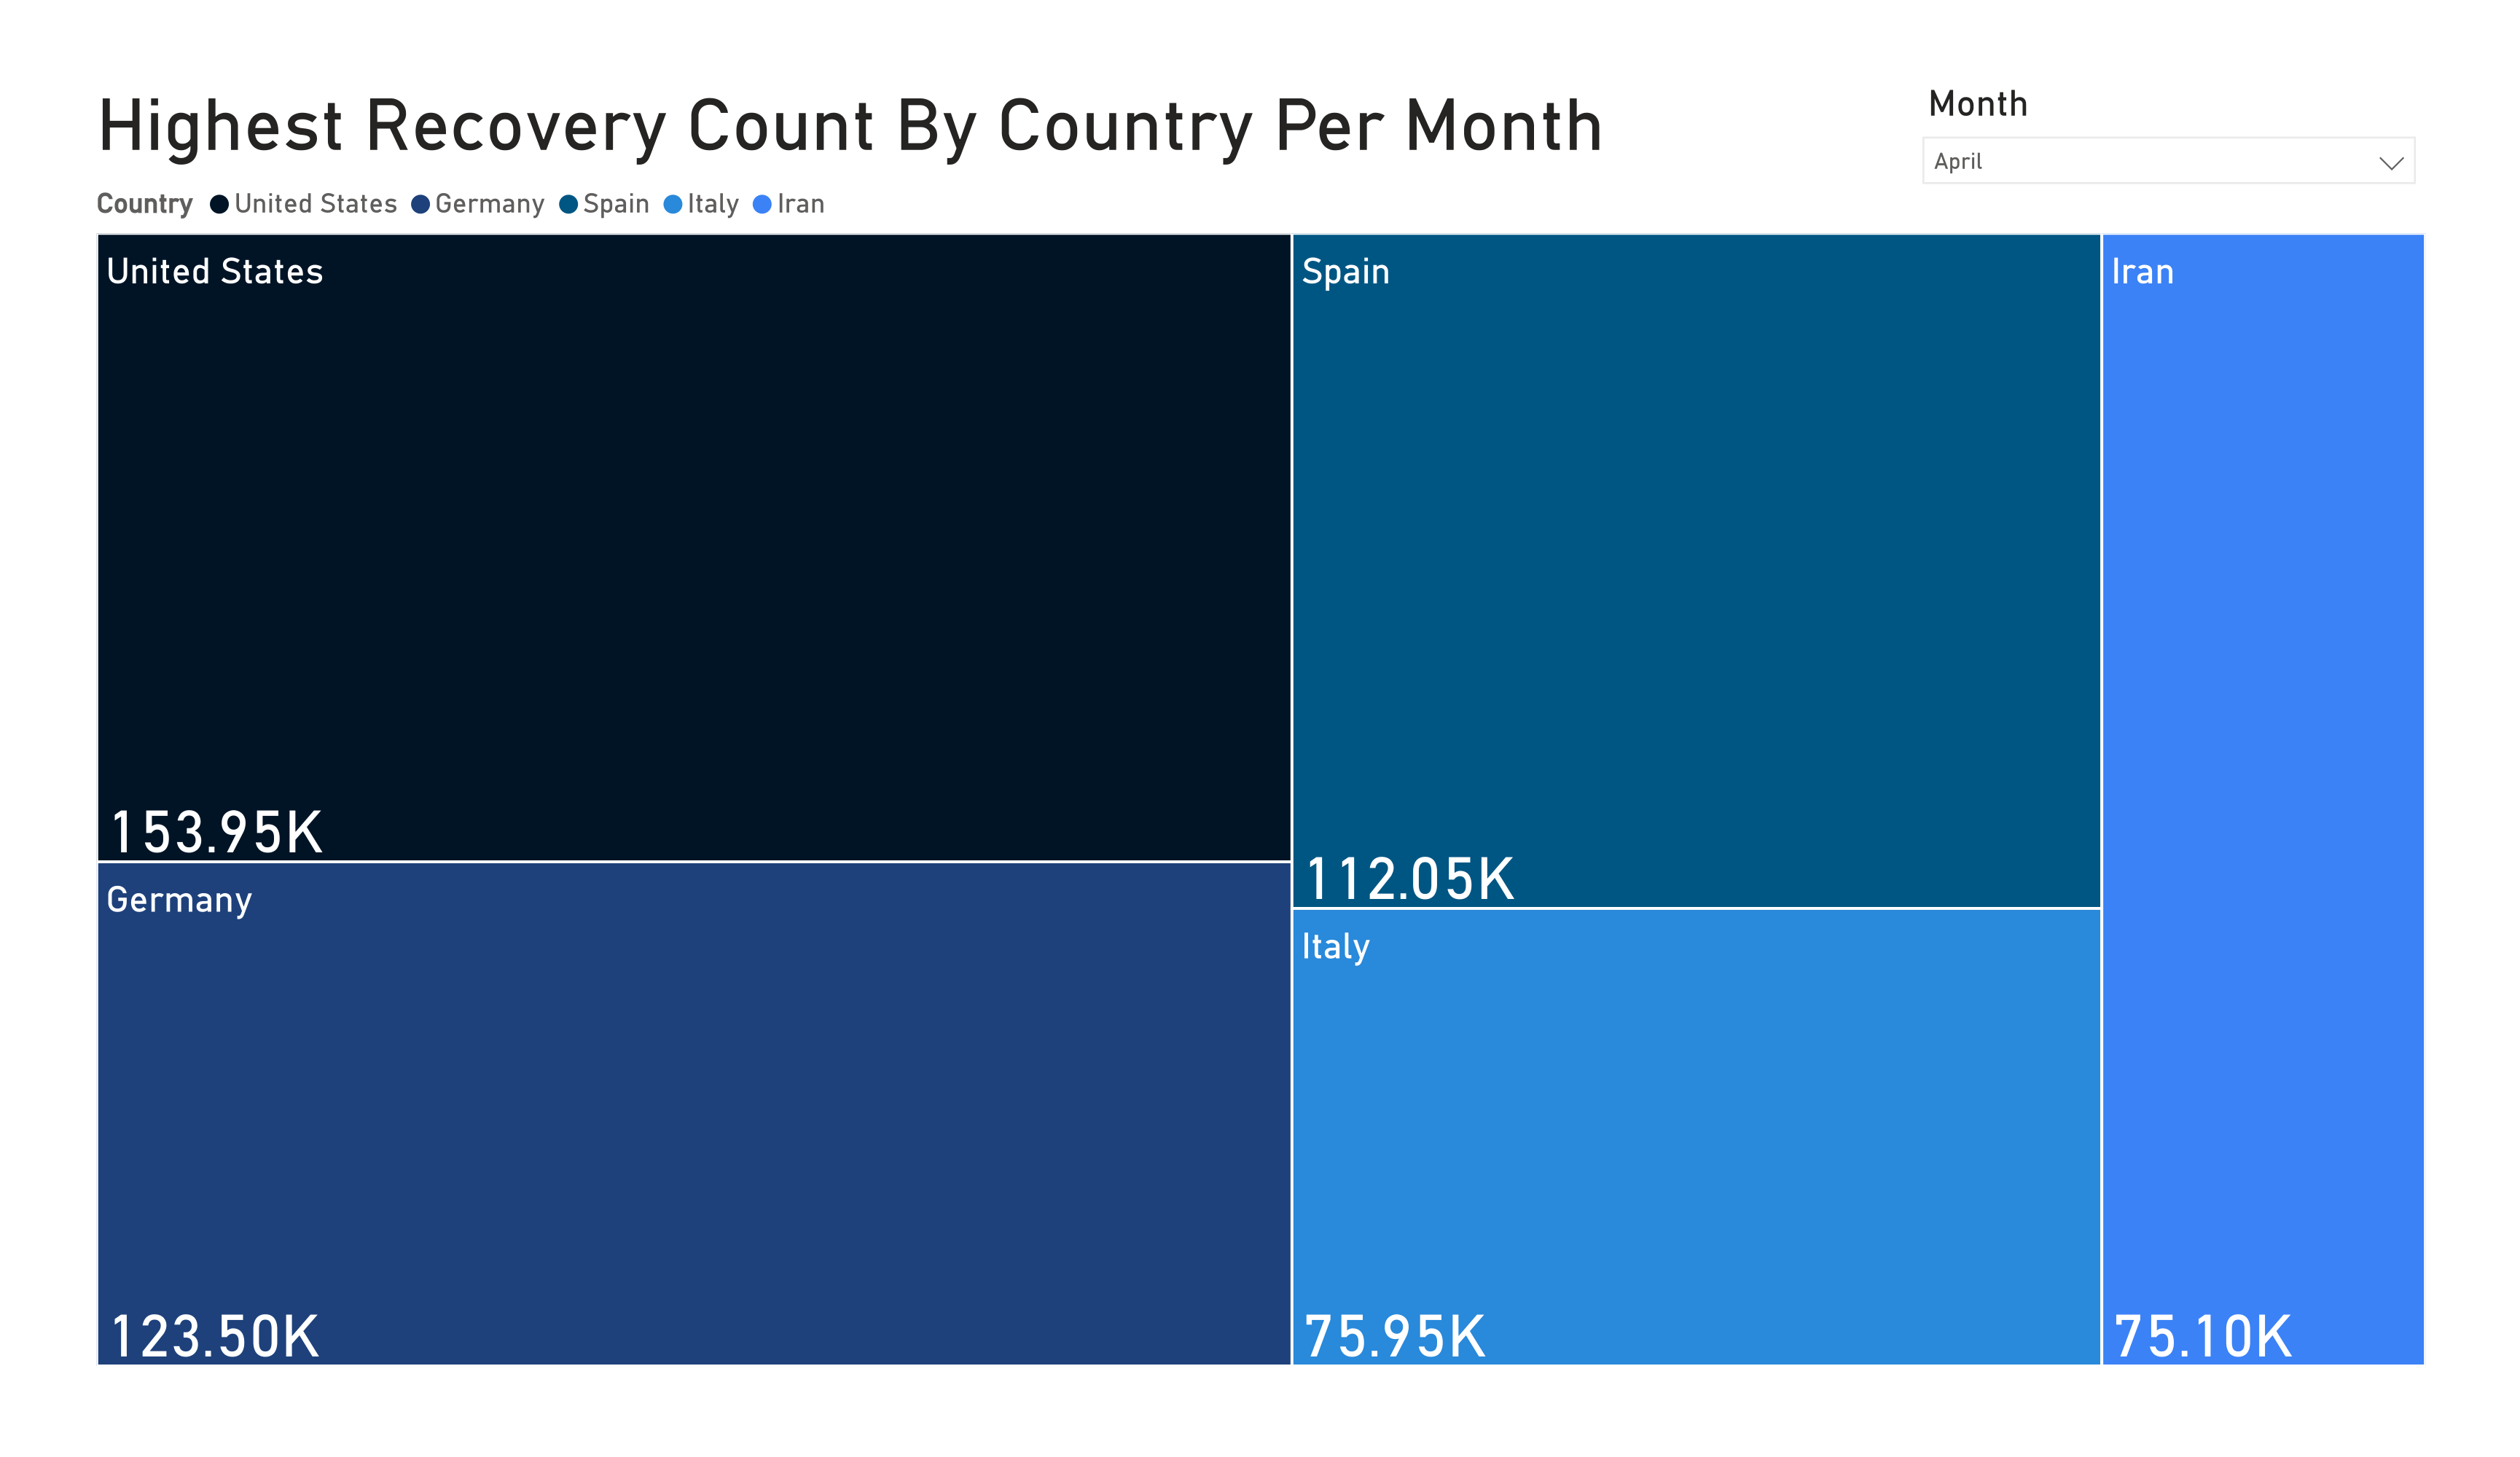 Highest Recovery Count By Country Per Month
Month
April
Country United States Germany Spain Italy Iran
United States
153.95K
Germany
123.50K
Spain
112.05K
Italy
75.95K
Iran
75.10K